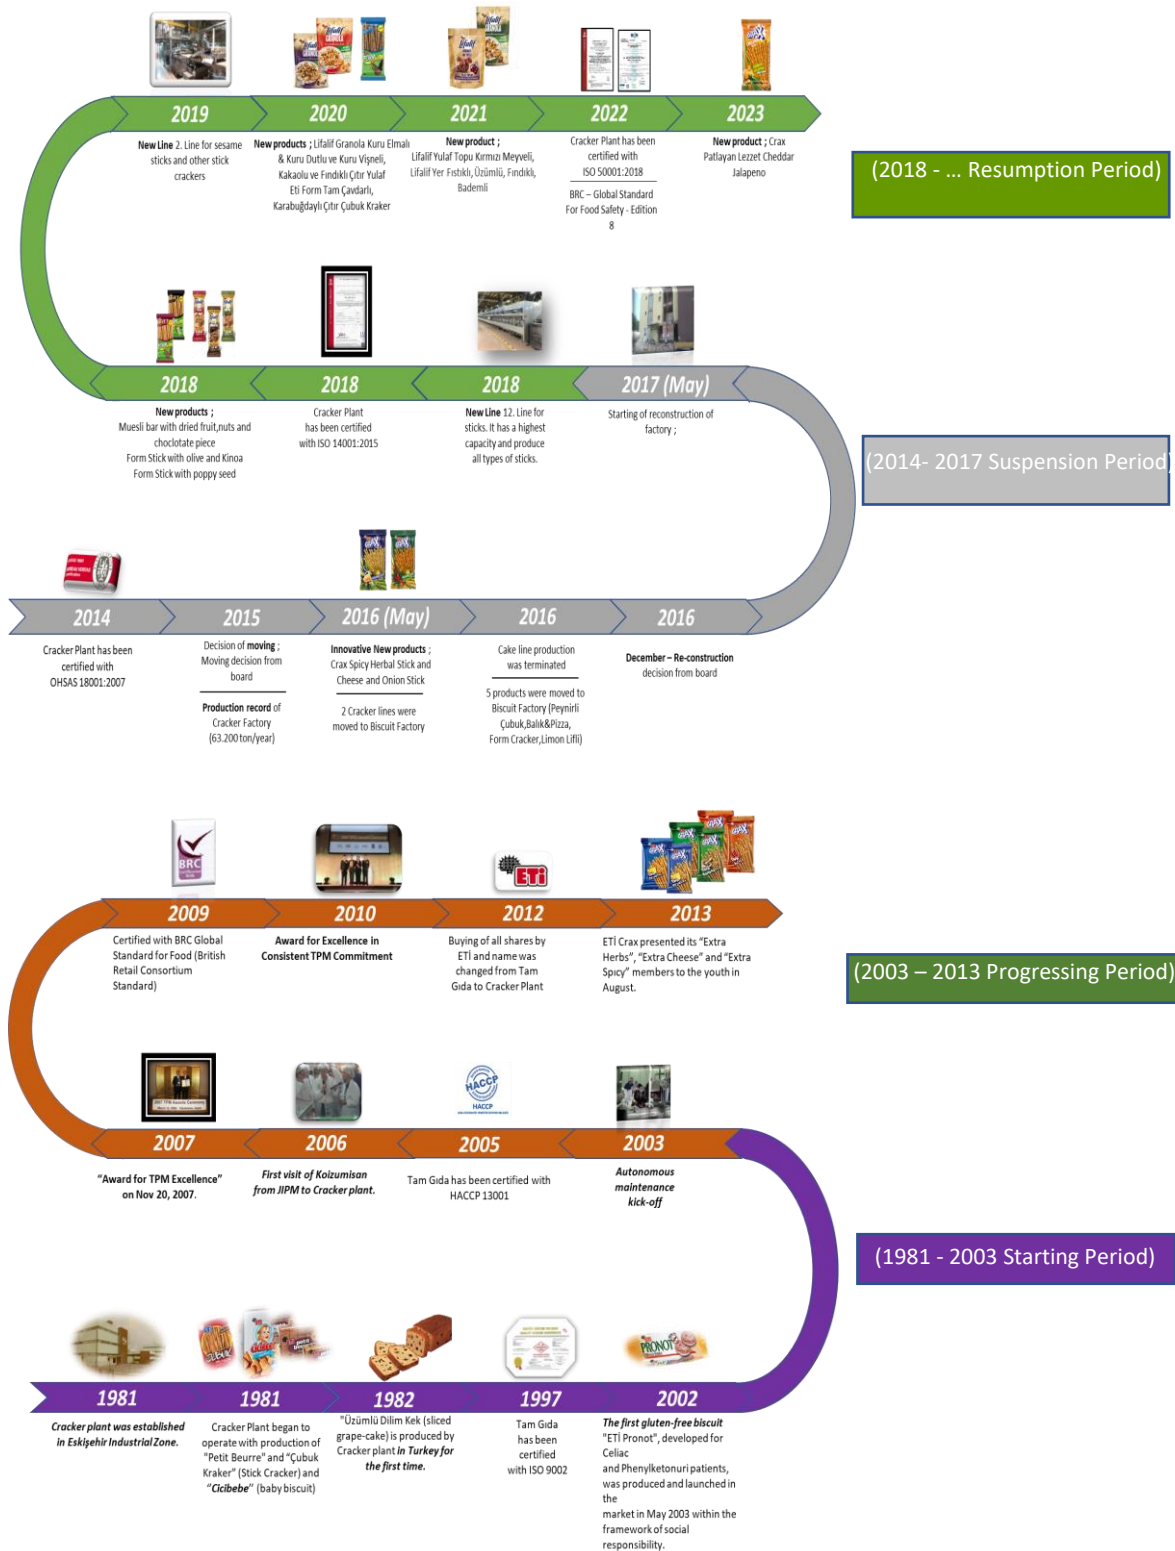 2019
2020
2021
2022
2023
New Line 2. Line for sesame
sticks and other stick
crackers
New products ; Lifalif Granola Kuru Elmalı
& Kuru Dutlu ve Kuru Vişneli,
Kakaolu ve Fındıklı Çıtır Yulaf
Eti Form Tam Çavdarlı,
Karabuğdaylı Çıtır Çubuk Kraker
New product ;
Lifalif Yulaf Topu Kırmızı Meyveli,
Lifalif Yer Fıstıklı, Üzümlü, Fındıklı,
Bademli
Cracker Plant has been
certified with
ISO 50001:2018
BRC – Global Standard
For Food Safety - Edition
8
New product ; Crax
Patlayan Lezzet Cheddar
Jalapeno
(2018 - ... Resumption Period)
2018
2018
2018
2017 (May)
New products ;
Muesli bar with dried fruit,nuts and
choclotate piece
Form Stick with olive and Kinoa
Form Stick with poppy seed
Cracker Plant
has been certified
with ISO 14001:2015
New Line 12. Line for
sticks. It has a highest
capacity and produce
all types of sticks.
Starting of reconstruction of
factory ;
(2014- 2017 Suspension Period)
2014
2015
2016 (May)
2016
2016
Cracker Plant has been
certified with
OHSAS 18001:2007
Decision of moving ;
Moving decision from
board
Production record of
Cracker Factory
(63.200 ton/year)
Innovative New products ;
Crax Spicy Herbal Stick and
Cheese and Onion Stick
2 Cracker lines were
moved to Biscuit Factory
Cake line production
was terminated
5 products were moved to
Biscuit Factory (Peynirli
Çubuk,Balık&Pizza,
Form Cracker,Limon Lifli)
December – Re-construction
decision from board
BRC
ETi
2009
2010
2012
2013
Certified with BRC Global
Standard for Food (British
Retail Consortium
Standard)
Award for Excellence in
Consistent TPM Commitment
Buying of all shares by
ETİ and name was
changed from Tam
Gıda to Cracker Plant
ETİ Crax presented its "Extra
Herbs", "Extra Cheese" and "Extra
Spıcy" members to the youth in
August.
(2003 – 2013 Progressing Period)
HACCP
HACCP
2007
2006
2005
2003
"Award for TPM Excellence"
on Nov 20, 2007.
First visit of Koizumisan
from JIPM to Cracker plant.
Tam Gıda has been certified with
HACCP 13001
Autonomous
maintenance
kick-off
(1981 - 2003 Starting Period)
PRONOT
1981
1981
1982
1997
2002
Cracker plant was established
in Eskişehir Industrial Zone.
Cracker Plant began to
operate with production of
"Petit Beurre" and "Çubuk
Kraker" (Stick Cracker) and
"Cicibebe" (baby biscuit)
"Üzümlü Dilim Kek (sliced
grape-cake) is produced by
Cracker plant in Turkey for
the first time.
Tam Gıda
has been
certified
with ISO 9002
The first gluten-free biscuit
"ETİ Pronot", developed for
Celiac
and Phenylketonuri patients,
was produced and launched in
the
market in May 2003 within the
framework of social
responsibility.